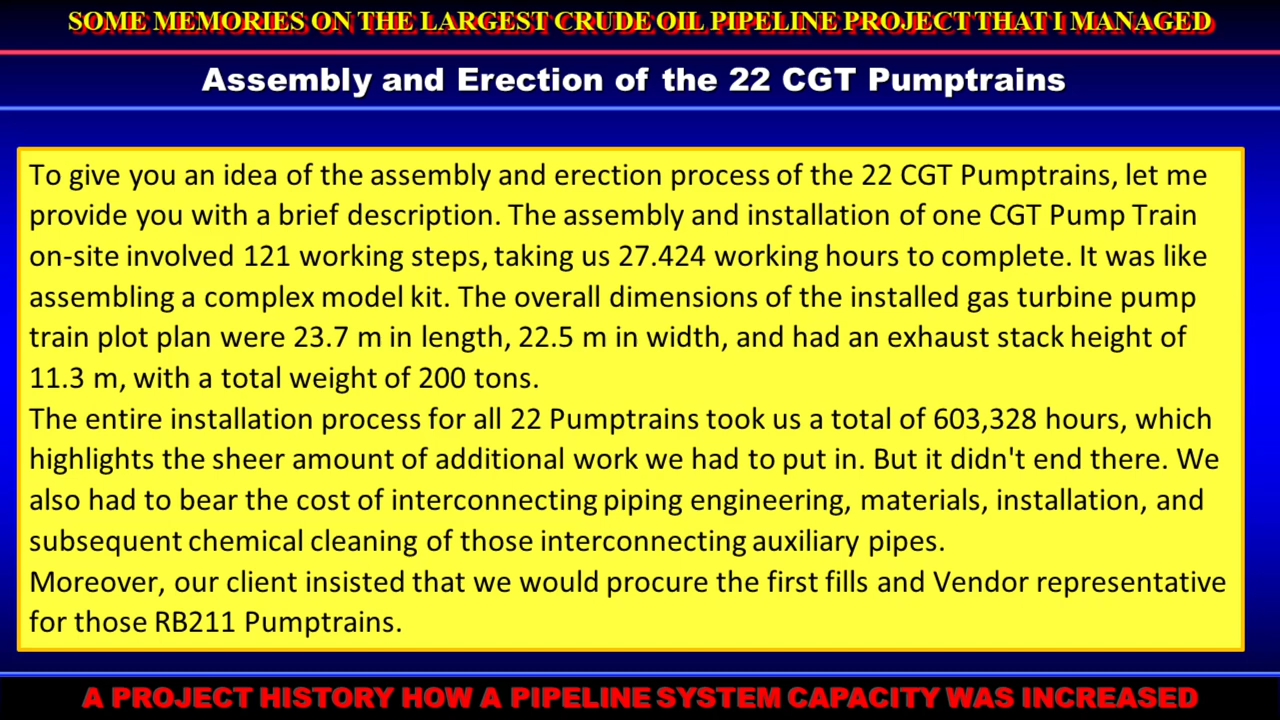 SOME MEMORIES ON THE LARGEST CRUDE OIL PIPELINE PROJECT THAT I MANAGED
Assembly and Erection of the 22 CGT Pumptrains
To give you an idea of the assembly and erection process of the 22 CGT Pumptrains, let me
provide you with a brief description. The assembly and installation of one CGT Pump Train
on-site involved 121 working steps, taking us 27.424 working hours to complete. It was like
assembling a complex model kit. The overall dimensions of the installed gas turbine pump
train plot plan were 23.7 m in length, 22.5 m in width, and had an exhaust stack height of
11.3 m, with a total weight of 200 tons.
The entire installation process for all 22 Pumptrains took us a total of 603,328 hours, which
highlights the sheer amount of additional work we had to put in. But it didn't end there. We
also had to bear the cost of interconnecting piping engineering, materials, installation, and
subsequent chemical cleaning of those interconnecting auxiliary pipes.
Moreover, our client insisted that we would procure the first fills and Vendor representative
for those RB211 Pumptrains.
A PROJECT HISTORY HOW A PIPELINE SYSTEM CAPACITY WAS INCREASED